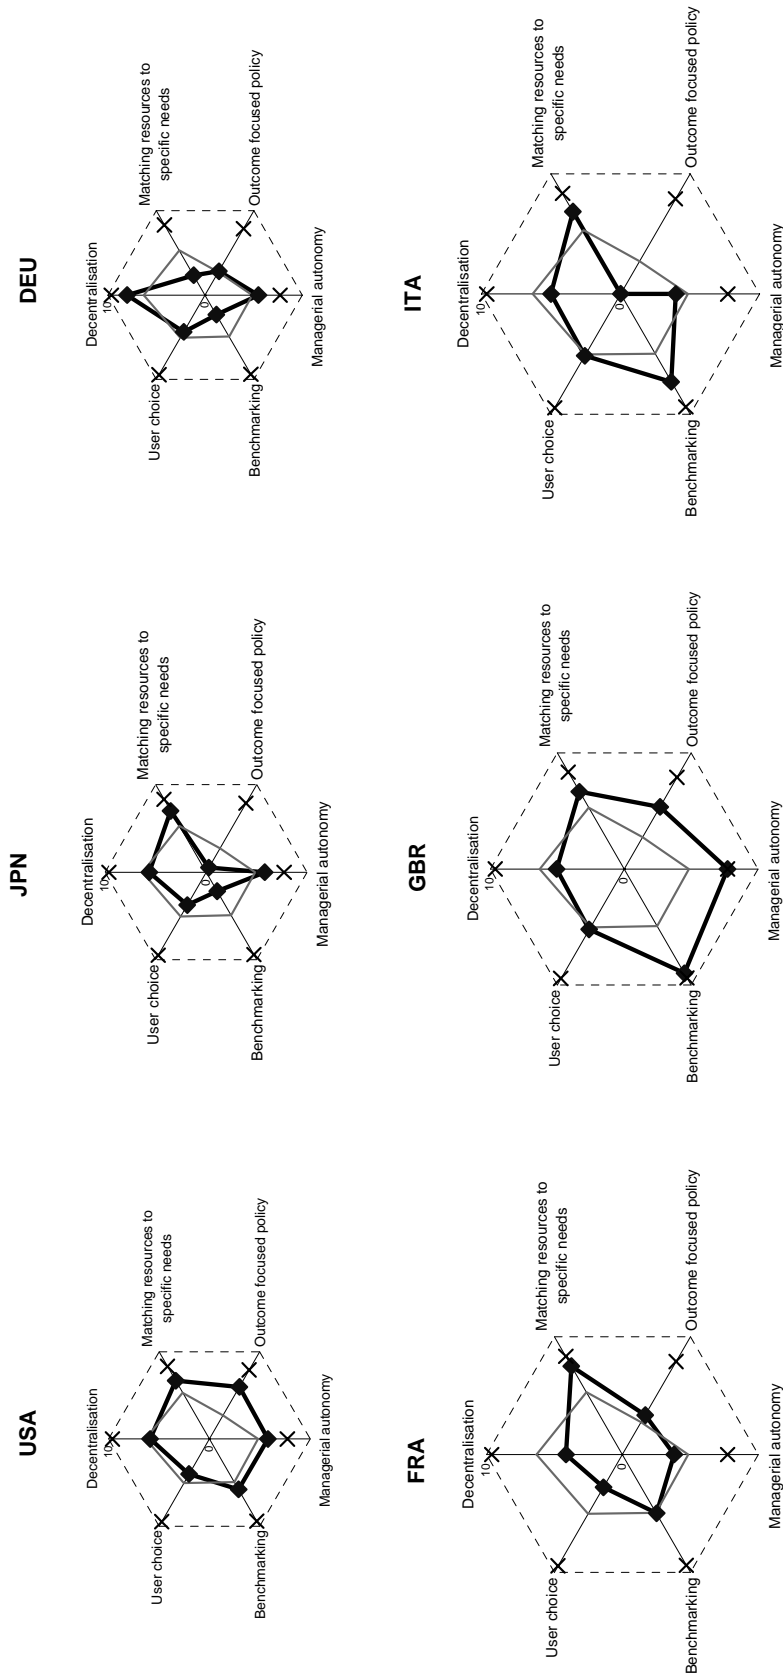 USA
Decentralisation
10
User choice
Matching resources to
specific needs
0
Benchmarking
Outcome focused policy
Managerial autonomy
JPN
Decentralisation
10
User choice
Matching resources to
specific needs
0
Benchmarking
Outcome focused policy
Managerial autonomy
DEU
Decentralisation
10
User choice
Matching resources to
specific needs
0
Benchmarking
Outcome focused policy
Managerial autonomy
FRA
Decentralisation
10
User choice
Matching resources to
specific needs
0
Benchmarking
Outcome focused policy
Managerial autonomy
GBR
Decentralisation
10
User choice
Matching resources to
specific needs
0
Benchmarking
Outcome focused policy
Managerial autonomy
ITA
Decentralisation
10
User choice
Matching resources to
specific needs
0
Benchmarking
Outcome focused policy
Managerial autonomy